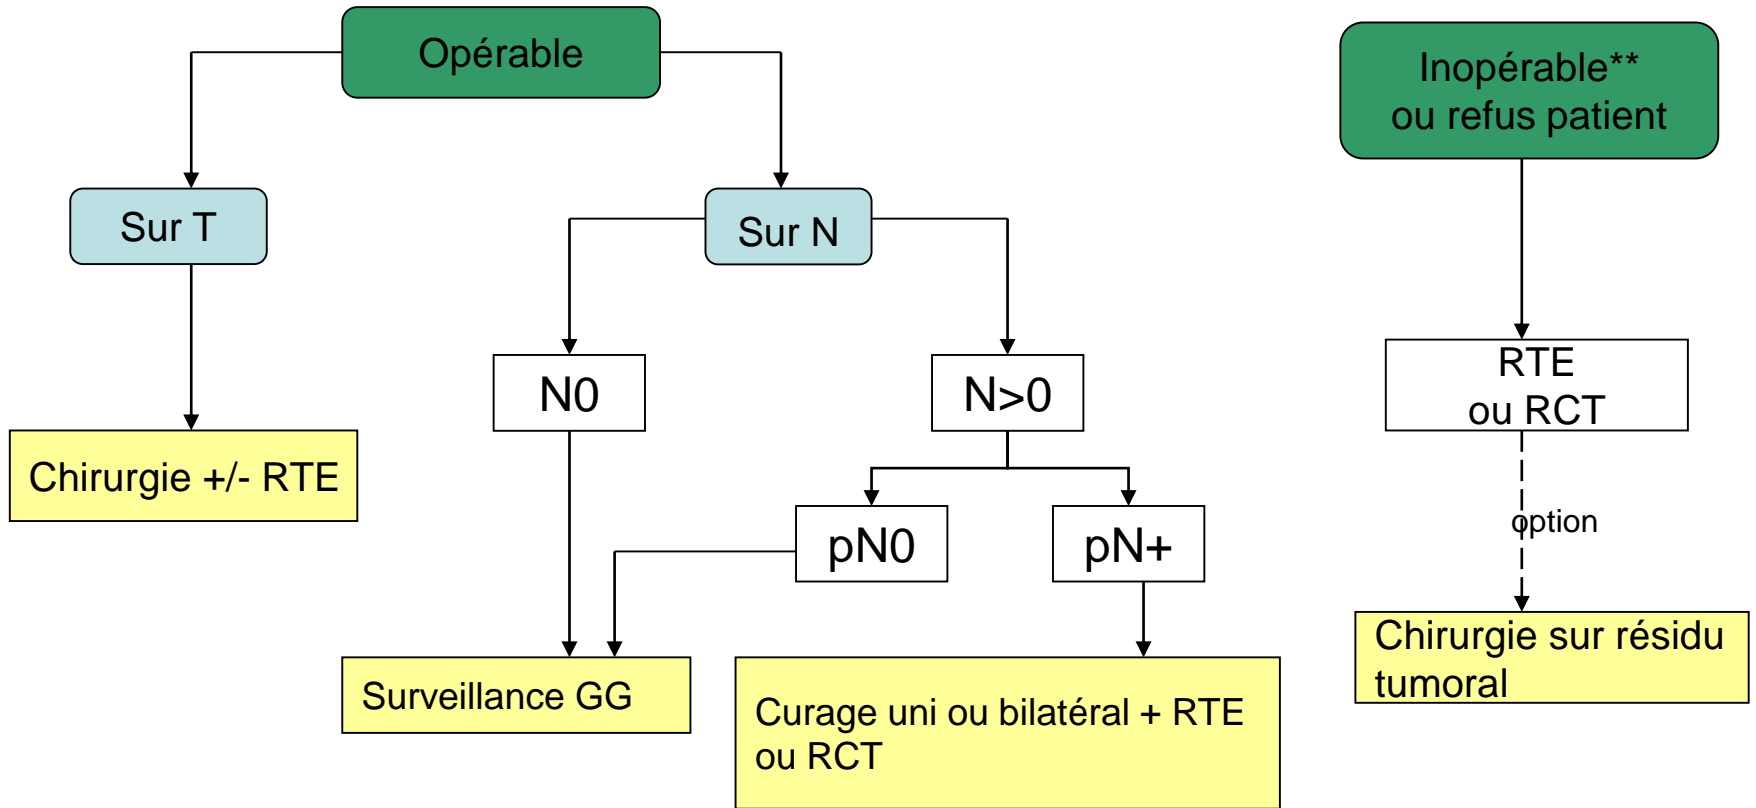 Opérable
Inopérable**
ou refus patient
Sur T
Sur N
N0
N>0
RTE
ou RCT
Chirurgie +/- RTE
pN0
pN+
option
Surveillance GG
Curage uni ou bilatéral + RTE
ou RCT
Chirurgie sur résidu
tumoral